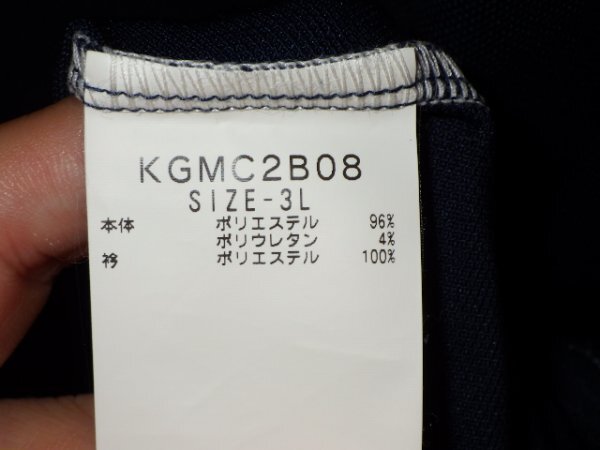 KGMC2B08
SIZE-3L
本体 ポリエステル 96%
ポリウレタン 4%
衿 ポリエステル 100%